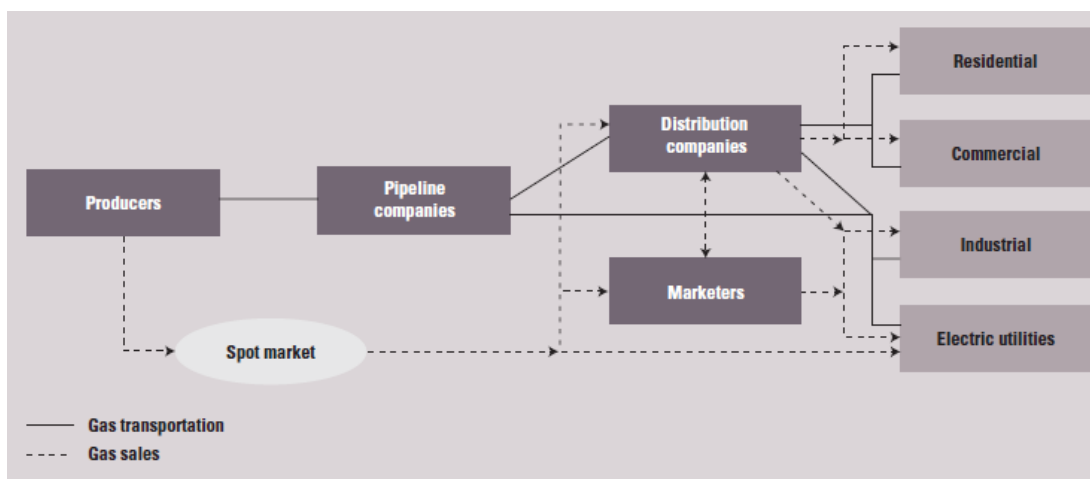 Residential
Distribution
companies
Commercial
Pipeline
companies
Producers
Industrial
Marketers
Electric utilities
Spot market
Gas transportation
Gas sales